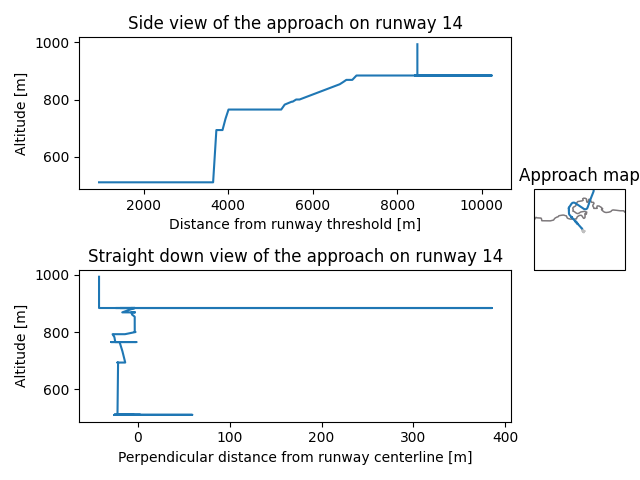 Side view of the approach on runway 14
1000
800
600
Altitude [m]
2000 4000 6000 8000 10000
Distance from runway threshold [m]
Approach map
Straight down view of the approach on runway 14
1000
800
600
Altitude [m]
0 100 200 300 400
Perpendicular distance from runway centerline [m]